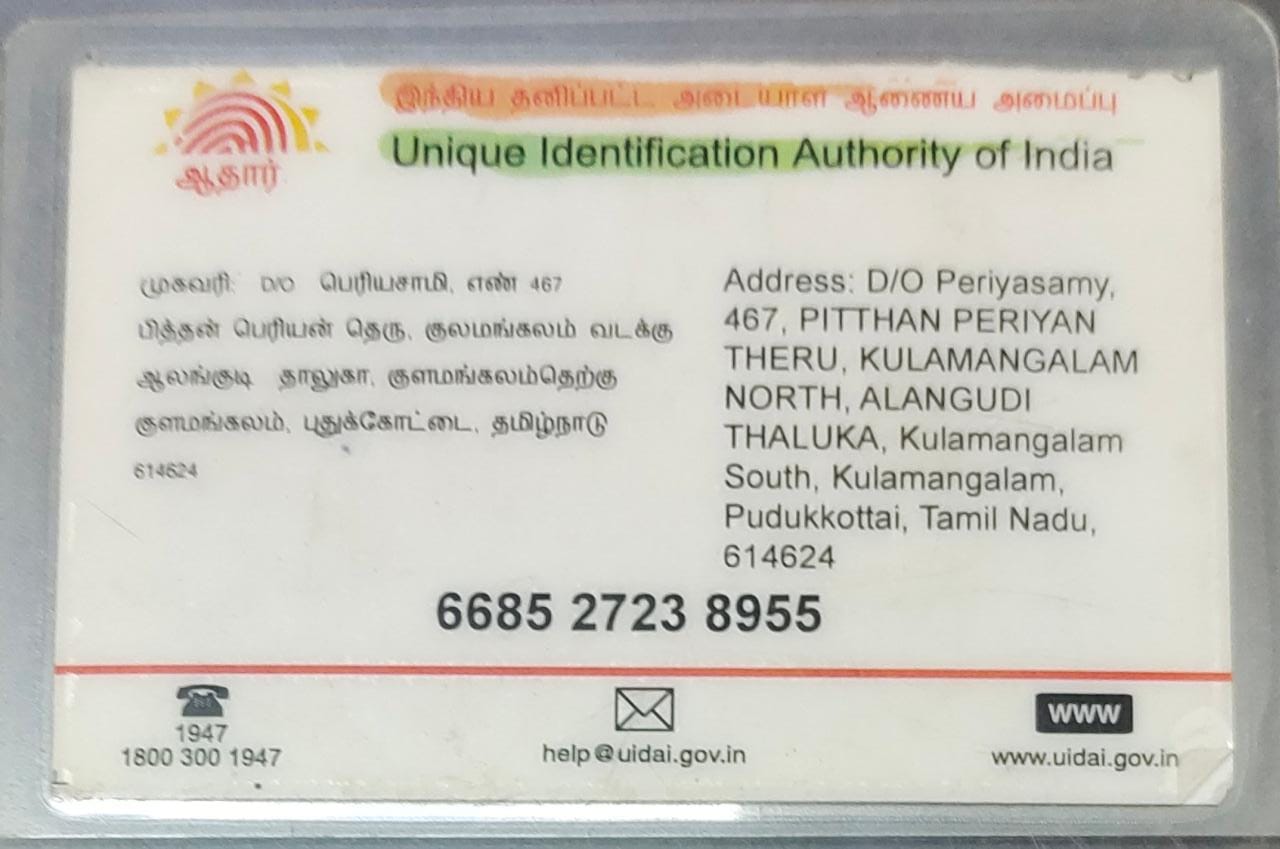 இந்திய தனிப்பட்ட அடையாள ஆணைய அமைப்பு
Unique Identification Authority of India
ஆதார்
முகவரி: D/O பெரியசாமி, எண் 467
பித்தன் பெரியன் தெரு, குலமங்கலம் வடக்கு
ஆலங்குடி தாலுகா, குளமங்கலம்தெற்கு
குளமங்கலம், புதுக்கோட்டை, தமிழ்நாடு
614624
Address: D/O Periyasamy,
467, PITTHAN PERIYAN
THERU, KULAMANGALAM
NORTH, ALANGUDI
THALUKA, Kulamangalam
South, Kulamangalam,
Pudukkottai, Tamil Nadu,
614624
6685 2723 8955
1947
1800 300 1947
help@uidai.gov.in
WWW
www.uidai.gov.in